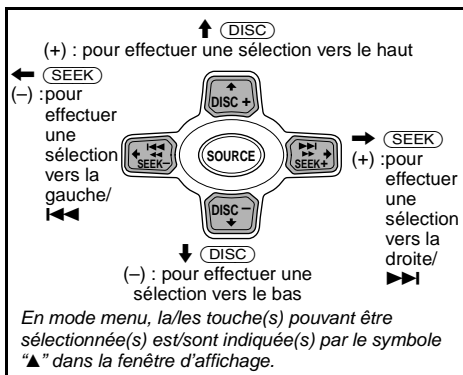 ↑ (DISC)
(+) : pour effectuer une sélection vers le haut
← (SEEK)
(–) :pour
effectuer
une
sélection
vers la
gauche/
⏮
DISC +
SEEK–
SOURCE
SEEK+
DISC –
→ (SEEK)
(+) :pour
effectuer
une
sélection
vers la
droite/
⏭
↓ (DISC)
(–) : pour effectuer une
sélection vers le bas
En mode menu, la/les touche(s) pouvant être
sélectionnée(s) est/sont indiquée(s) par le symbole
“▲” dans la fenêtre d’affichage.